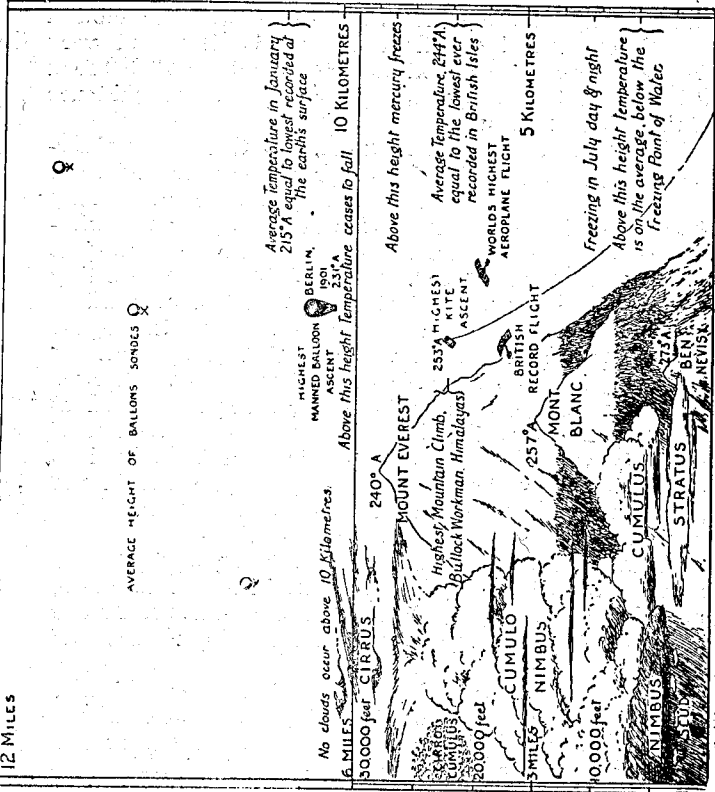 12 MILES
AVERAGE HEIGHT OF BALLONS SONDES
Average Temperature in January
215°A equal to lowest recorded at
the earth's surface
HIGHEST
MANNED BALLOON
ASCENT
BERLIN,
1901
231°A
No clouds occur above 10 Kilometres.
Above this height Temperature ceases to fall.
10 KILOMETRES
6 MILES
30,000 feet
CIRRUS
240° A
MOUNT EVEREST
Above this height mercury freezes
Highest Mountain Climb,
(Bullock Workman. Himalayas)
253°A HIGHEST
KITE
ASCENT
Average Temperature, 244°A.
equal to the lowest ever
recorded in British Isles
CIRRO
CUMULUS
20,000 feet
WORLDS HIGHEST
AEROPLANE FLIGHT
BRITISH
RECORD FLIGHT
5 KILOMETRES
CUMULO
NIMBUS
3 MILES
257°A
MONT
BLANC
10,000 feet
Freezing in July day & night
CUMULUS
Above this height temperature
is on the average, below the
Freezing Point of Water.
NIMBUS
SCUD
STRATUS
273°A
BEN
NEVIS